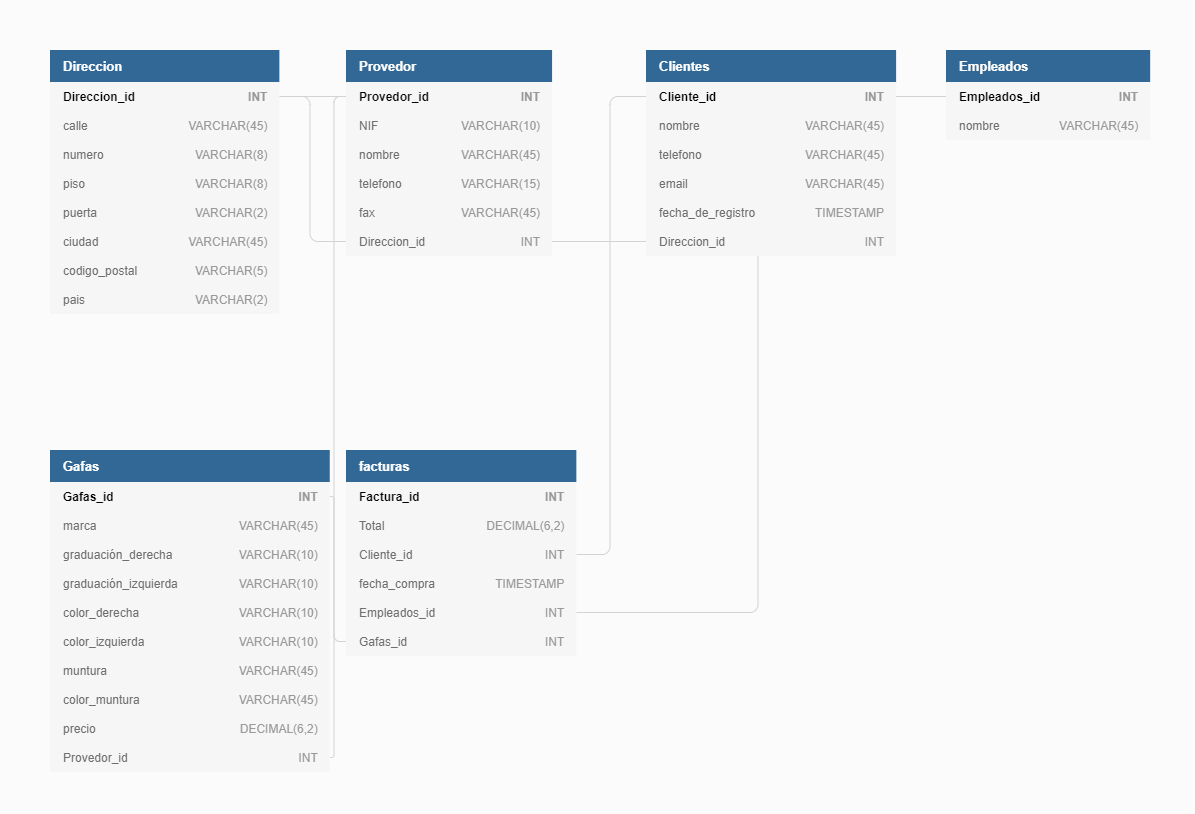 Direccion
Direccion_id INT
calle VARCHAR(45)
numero VARCHAR(8)
piso VARCHAR(8)
puerta VARCHAR(2)
ciudad VARCHAR(45)
codigo_postal VARCHAR(5)
pais VARCHAR(2)
Provedor
Provedor_id INT
NIF VARCHAR(10)
nombre VARCHAR(45)
telefono VARCHAR(15)
fax VARCHAR(45)
Direccion_id INT
Clientes
Cliente_id INT
nombre VARCHAR(45)
telefono VARCHAR(45)
email VARCHAR(45)
fecha_de_registro TIMESTAMP
Direccion_id INT
Empleados
Empleados_id INT
nombre VARCHAR(45)
Gafas
Gafas_id INT
marca VARCHAR(45)
graduación_derecha VARCHAR(10)
graduación_izquierda VARCHAR(10)
color_derecha VARCHAR(10)
color_izquierda VARCHAR(10)
muntura VARCHAR(45)
color_muntura VARCHAR(45)
precio DECIMAL(6,2)
Provedor_id INT
facturas
Factura_id INT
Total DECIMAL(6,2)
Cliente_id INT
fecha_compra TIMESTAMP
Empleados_id INT
Gafas_id INT